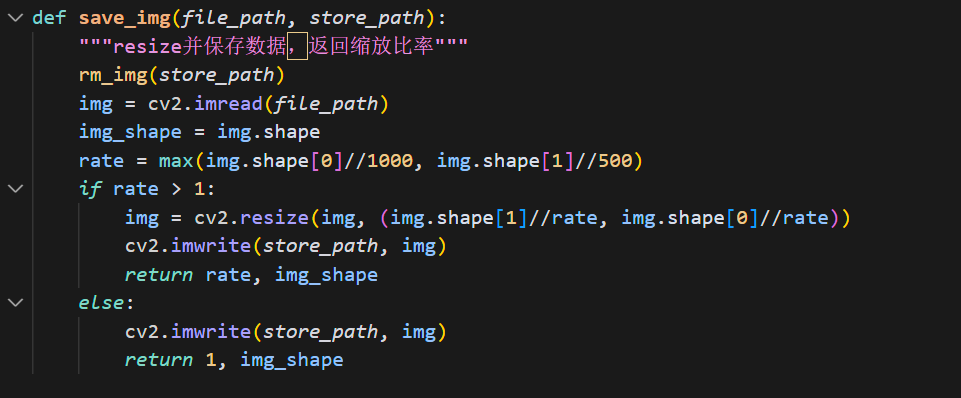 def save_img(file_path, store_path):
"""resize并保存数据，返回缩放比率"""
rm_img(store_path)
img = cv2.imread(file_path)
img_shape = img.shape
rate = max(img.shape[0]//1000, img.shape[1]//500)
if rate > 1:
img = cv2.resize(img, (img.shape[1]//rate, img.shape[0]//rate))
cv2.imwrite(store_path, img)
return rate, img_shape
else:
cv2.imwrite(store_path, img)
return 1, img_shape